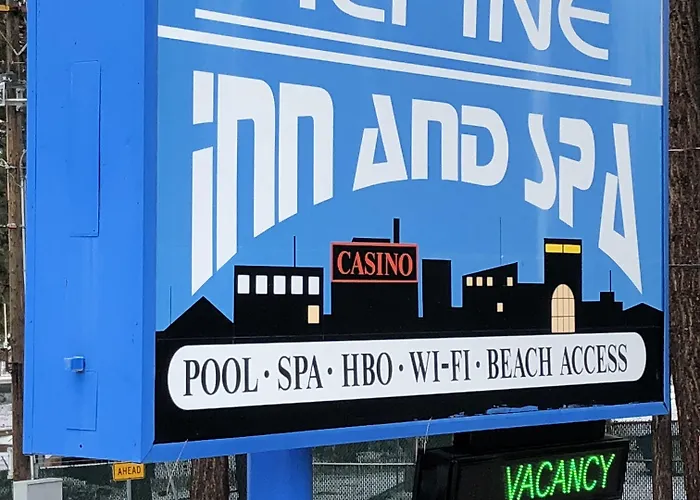 INN AND SPA
CASINO
POOL · SPA · HBO · WI-FI · BEACH ACCESS
VACANCY
AHEAD